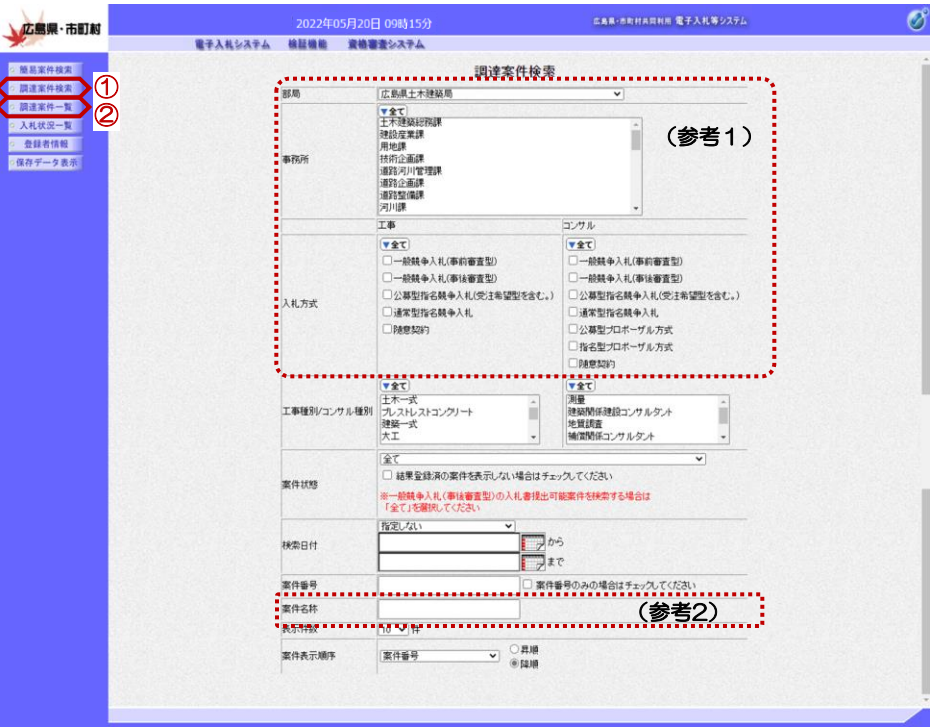 広島県・市町村
2022年05月20日 09時15分
広島県・市町村共同利用 電子入札等システム
電子入札システム 検証機能 資格審査システム
簡易案件検索
調達案件検索 ①
調達案件一覧 ②
入札状況一覧
登録者情報
保存データ表示
調達案件検索
部局 広島県土木建築局
事務所
▼全て
土木建築総務課
建設産業課
用地課
技術企画課
道路河川管理課
道路企画課
道路整備課
河川課
(参考1)
工事 コンサル
入札方式
▼全て
一般競争入札(事前審査型)
一般競争入札(事後審査型)
公募型指名競争入札(受注希望型を含む。)
通常型指名競争入札
随意契約
▼全て
一般競争入札(事前審査型)
一般競争入札(事後審査型)
公募型指名競争入札(受注希望型を含む。)
通常型指名競争入札
公募型プロポーザル方式
指名型プロポーザル方式
随意契約
工事種別/コンサル種別
▼全て
土木一式
プレストレストコンクリート
建築一式
大工
▼全て
測量
建築関係建設コンサルタント
地質調査
補償関係コンサルタント
案件状態
全て
結果登録済の案件を表示しない場合はチェックしてください
※一般競争入札(事後審査型)の入札書提出可能案件を検索する場合は
「全て」を選択してください
検索日付
指定しない
から
まで
案件番号 案件番号のみの場合はチェックしてください
案件名称 (参考2)
表示件数 10 件
案件表示順序 案件番号
昇順
降順